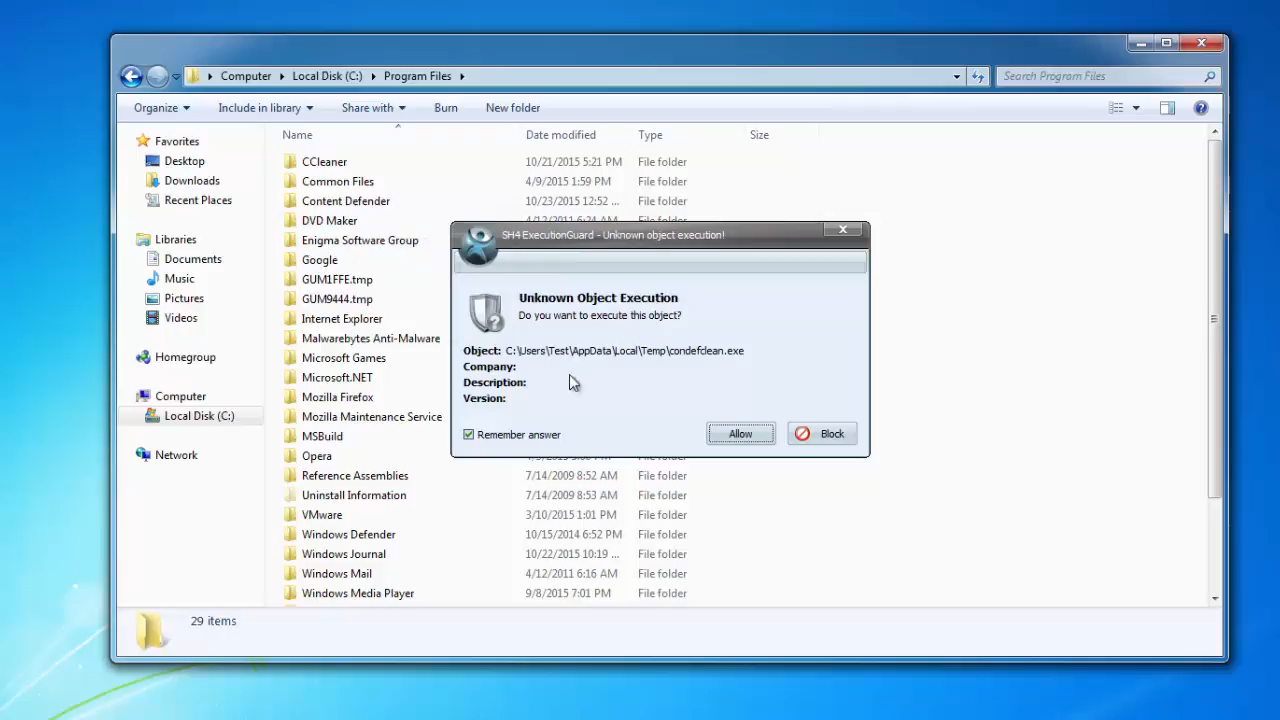 Computer Local Disk (C:) Program Files
Search Program Files
Organize Include in library Share with Burn New folder
Name Date modified Type Size
Favorites
Desktop
Downloads
Recent Places
Libraries
Documents
Music
Pictures
Videos
Homegroup
Computer
Local Disk (C:)
Network
CCleaner 10/21/2015 5:21 PM File folder
Common Files 4/9/2015 1:59 PM File folder
Content Defender 10/23/2015 12:52 ... File folder
DVD Maker 4/12/2011 6:24 AM File folder
Enigma Software Group
Google
GUM1FFE.tmp
GUM9444.tmp
Internet Explorer
Malwarebytes Anti-Malware
Microsoft Games
Microsoft.NET
Mozilla Firefox
Mozilla Maintenance Service
MSBuild
Opera File folder
Reference Assemblies 7/14/2009 8:52 AM File folder
Uninstall Information 7/14/2009 8:53 AM File folder
VMware 3/10/2015 1:01 PM File folder
Windows Defender 10/15/2014 6:52 PM File folder
Windows Journal 10/22/2015 10:19 ... File folder
Windows Mail 4/12/2011 6:16 AM File folder
Windows Media Player 9/8/2015 7:01 PM File folder
SH4 ExecutionGuard - Unknown object execution!
Unknown Object Execution
Do you want to execute this object?
Object: C:\Users\Test\AppData\Local\Temp\condefclean.exe
Company:
Description:
Version:
Remember answer
Allow
Block
29 items